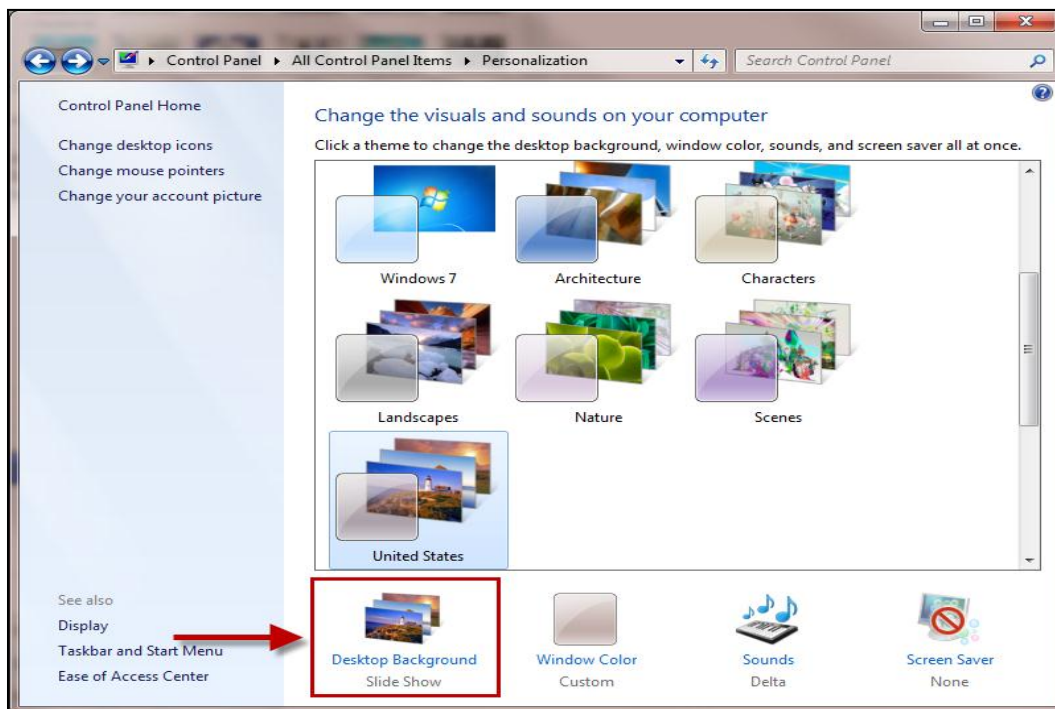 Control Panel All Control Panel Items Personalization
Search Control Panel
Control Panel Home
Change desktop icons
Change mouse pointers
Change your account picture
Change the visuals and sounds on your computer
Click a theme to change the desktop background, window color, sounds, and screen saver all at once.
Windows 7
Architecture
Characters
Landscapes
Nature
Scenes
United States
See also
Display
Taskbar and Start Menu
Ease of Access Center
Desktop Background
Slide Show
Window Color
Custom
Sounds
Delta
Screen Saver
None